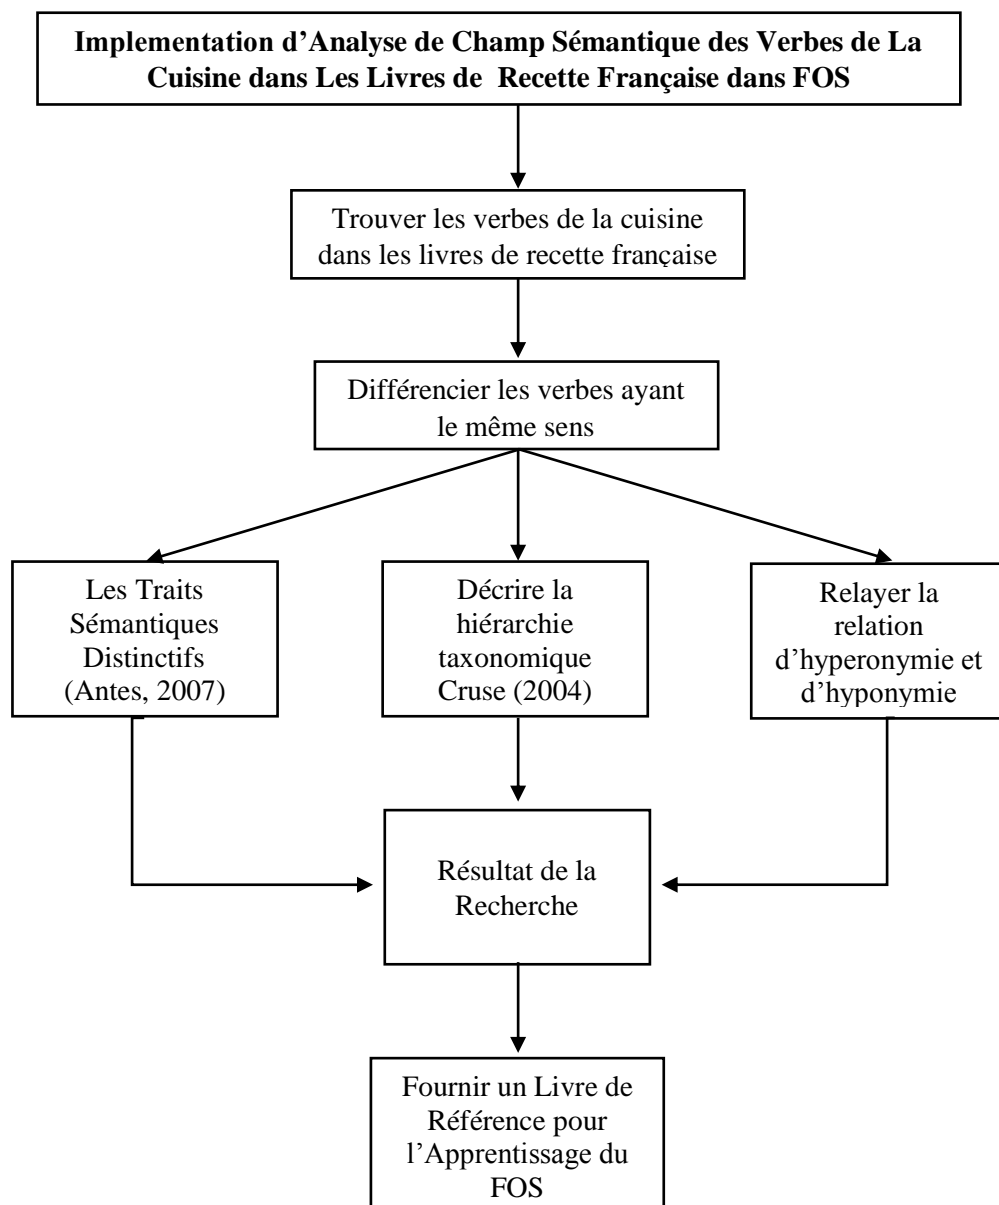 Implementation d’Analyse de Champ Sémantique des Verbes de La
Cuisine dans Les Livres de Recette Française dans FOS
Trouver les verbes de la cuisine
dans les livres de recette française
Différencier les verbes ayant
le même sens
Les Traits
Sémantiques
Distinctifs
(Antes, 2007)
Décrire la
hiérarchie
taxonomique
Cruse (2004)
Relayer la
relation
d’hyperonymie et
d’hyponymie
Résultat de la
Recherche
Fournir un Livre de
Référence pour
l’Apprentissage du
FOS